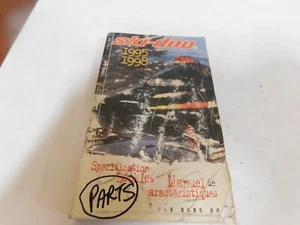 ski-doo
1995
1998
Specification
Manuel de
PARTS
caractéristiques